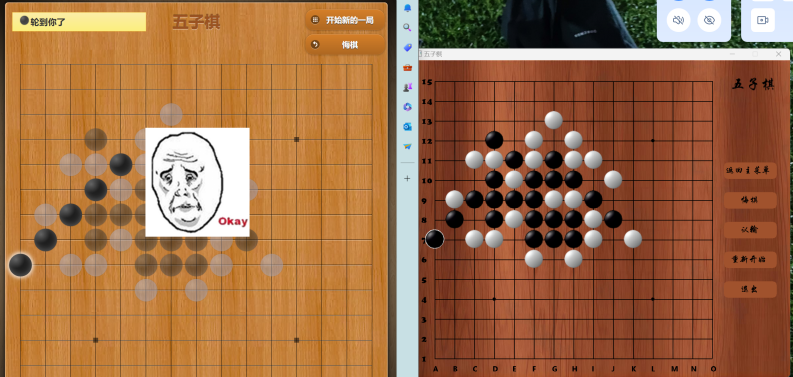 轮到你了
五子棋
开始新的一局
悔棋
Okay
五子棋
五子棋
返回主菜单
悔棋
认输
重新开始
退出
15
14
13
12
11
10
9
8
7
6
5
4
3
2
1
A B C D E F G H I J K L M N O